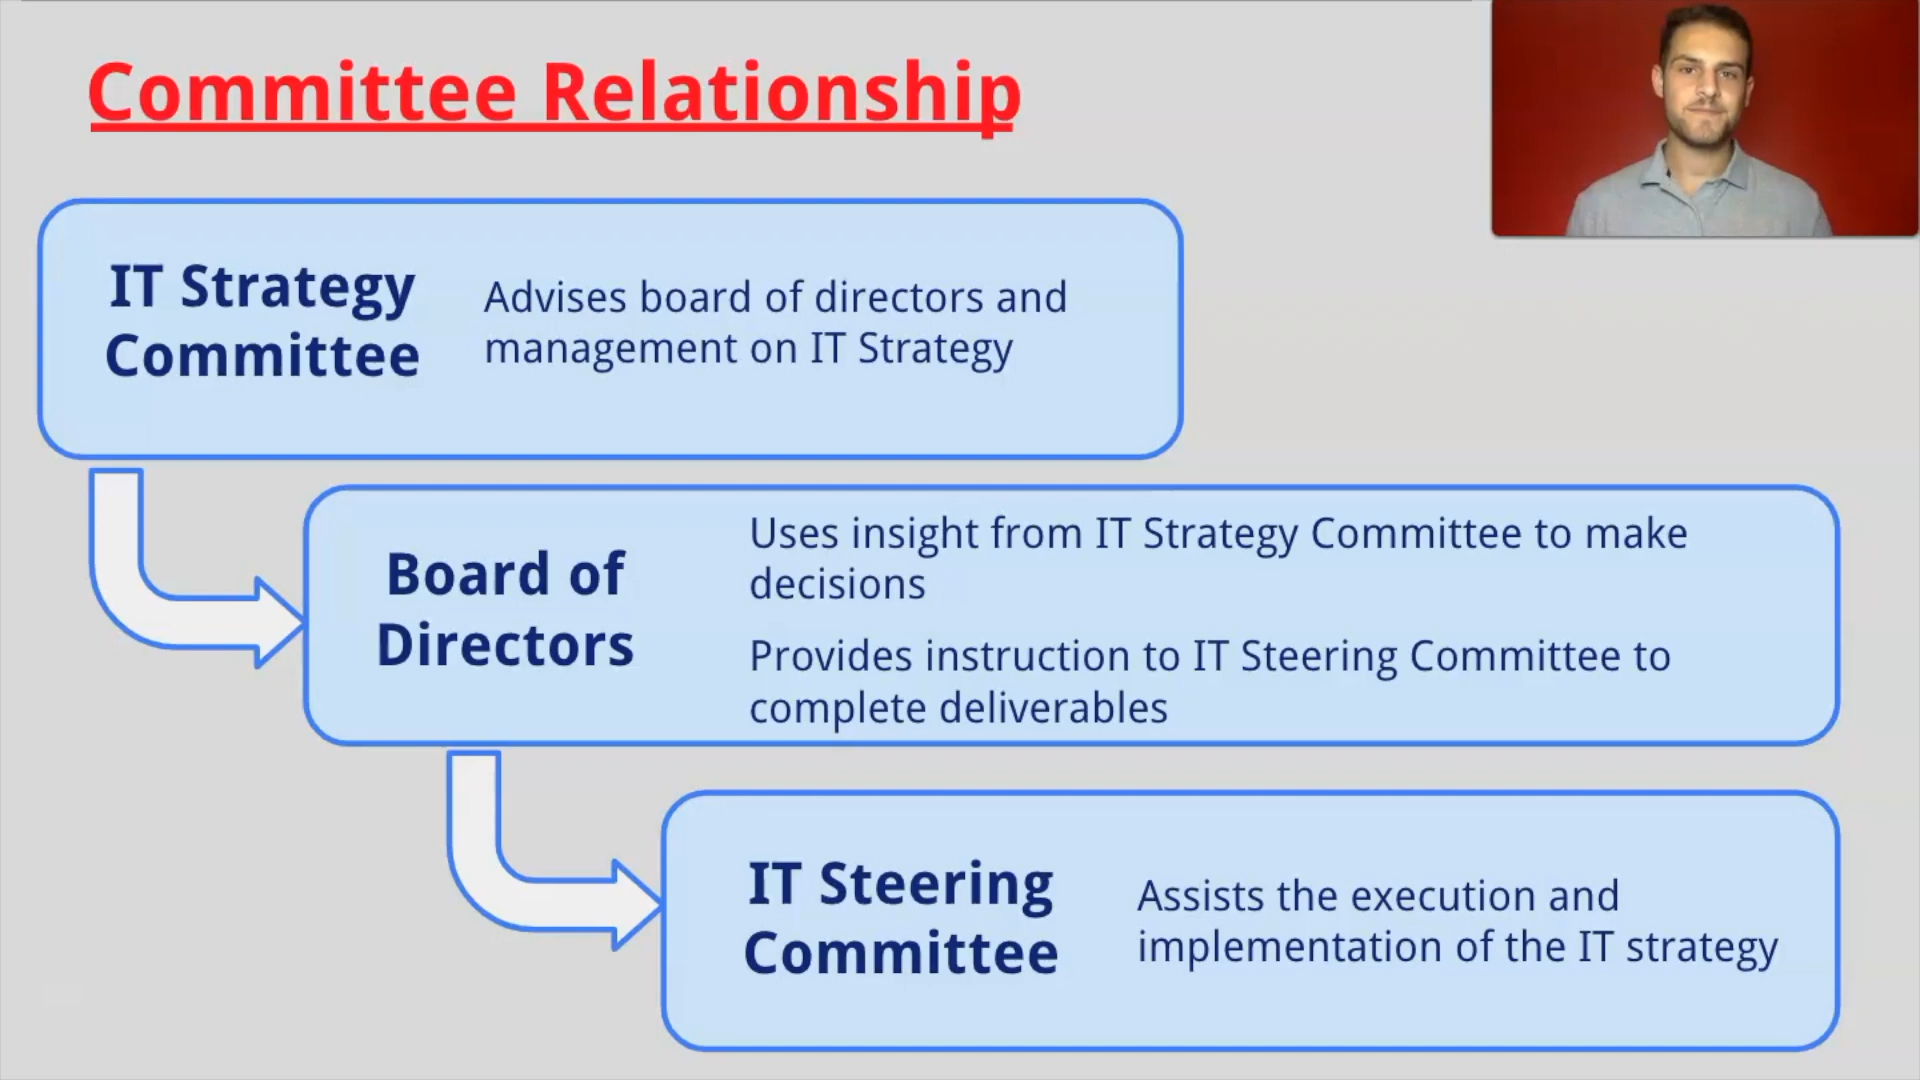 Committee Relationship
IT Strategy
Committee
Advises board of directors and
management on IT Strategy
Board of
Directors
Uses insight from IT Strategy Committee to make
decisions
Provides instruction to IT Steering Committee to
complete deliverables
IT Steering
Committee
Assists the execution and
implementation of the IT strategy